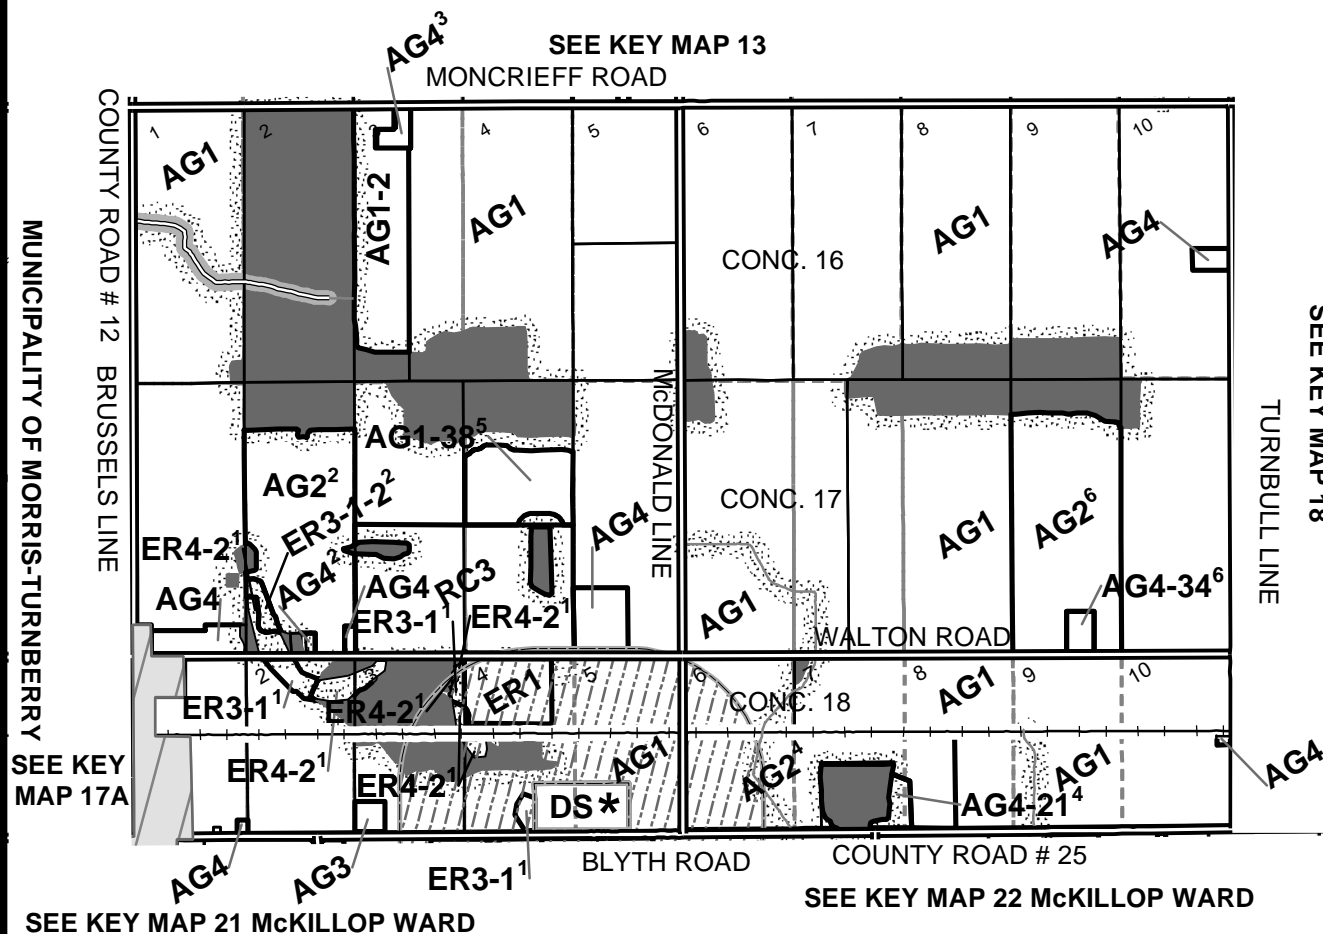 SEE KEY MAP 13
AG4³
MONCRIEFF ROAD
COUNTY ROAD # 12 BRUSSELS LINE
MUNICIPALITY OF MORRIS-TURNBERRY
1 2 3 4 5 6 7 8 9 10
AG1
AG1-2
AG1
AG1
AG4
CONC. 16
McDONALD LINE
SEE KEY MAP 18
TURNBULL LINE
AG1-38⁵
AG2²
ER3-1-2²
CONC. 17
AG4
AG1
AG2⁶
ER4-2¹
AG4²
AG4
RC3
AG4
ER3-1¹
ER4-2¹
AG1
AG4-34⁶
WALTON ROAD
2 3 4 5 6 7 8 9 10
ER3-1¹
ER4-2¹
ER1
CONC. 18
AG1
SEE KEY
MAP 17A
ER4-2¹
ER4-2¹
AG1
AG2⁴
AG1
AG4
DS*
AG4-21⁴
AG4
AG3
ER3-1¹
BLYTH ROAD
COUNTY ROAD # 25
SEE KEY MAP 22 McKILLOP WARD
SEE KEY MAP 21 McKILLOP WARD